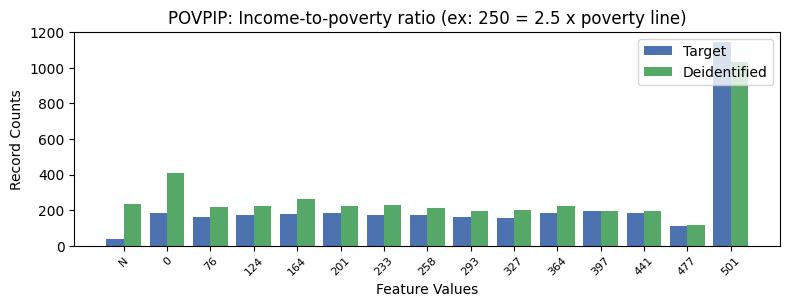 POVPIP: Income-to-poverty ratio (ex: 250 = 2.5 x poverty line)
1200
1000
800
600
400
200
0
Record Counts
Target
Deidentified
N 0 76 124 164 201 233 258 293 327 364 397 441 477 501
Feature Values